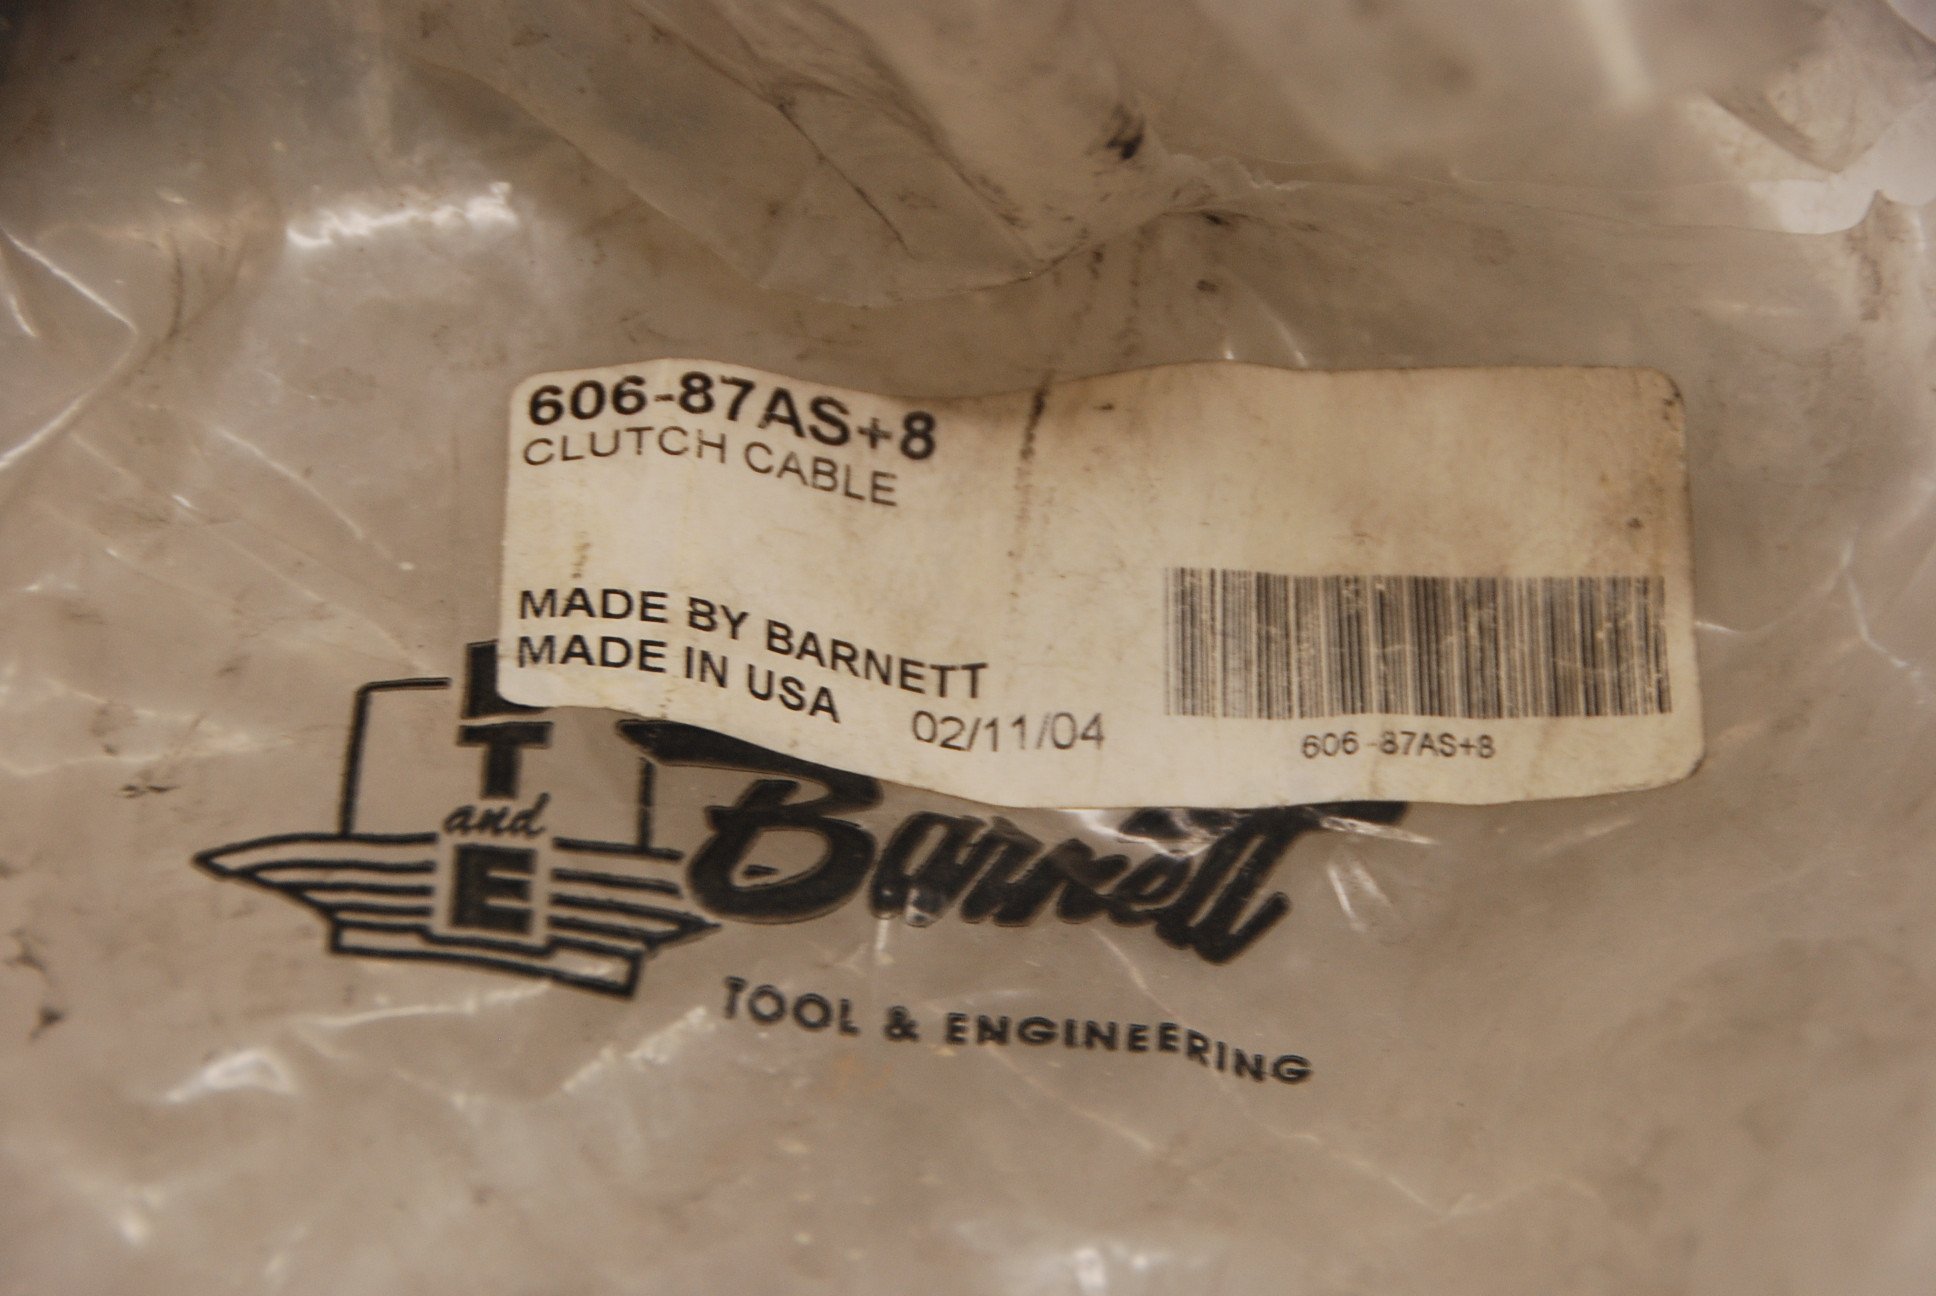 606-87AS+8
CLUTCH CABLE
MADE BY BARNETT
MADE IN USA
02/11/04
606-87AS+8
T
and
E
Barnett
TOOL & ENGINEERING